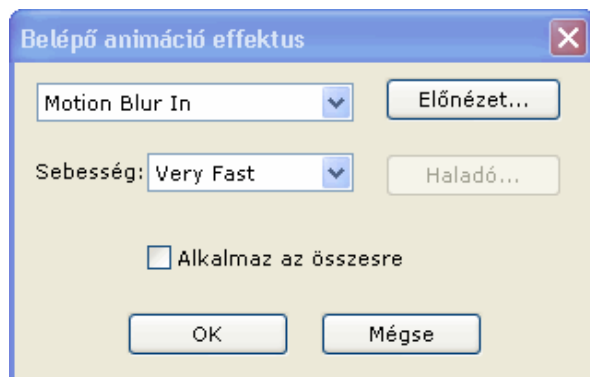 Belépő animáció effektus
Motion Blur In
Előnézet...
Sebesség: Very Fast
Haladó...
Alkalmaz az összesre
OK
Mégse